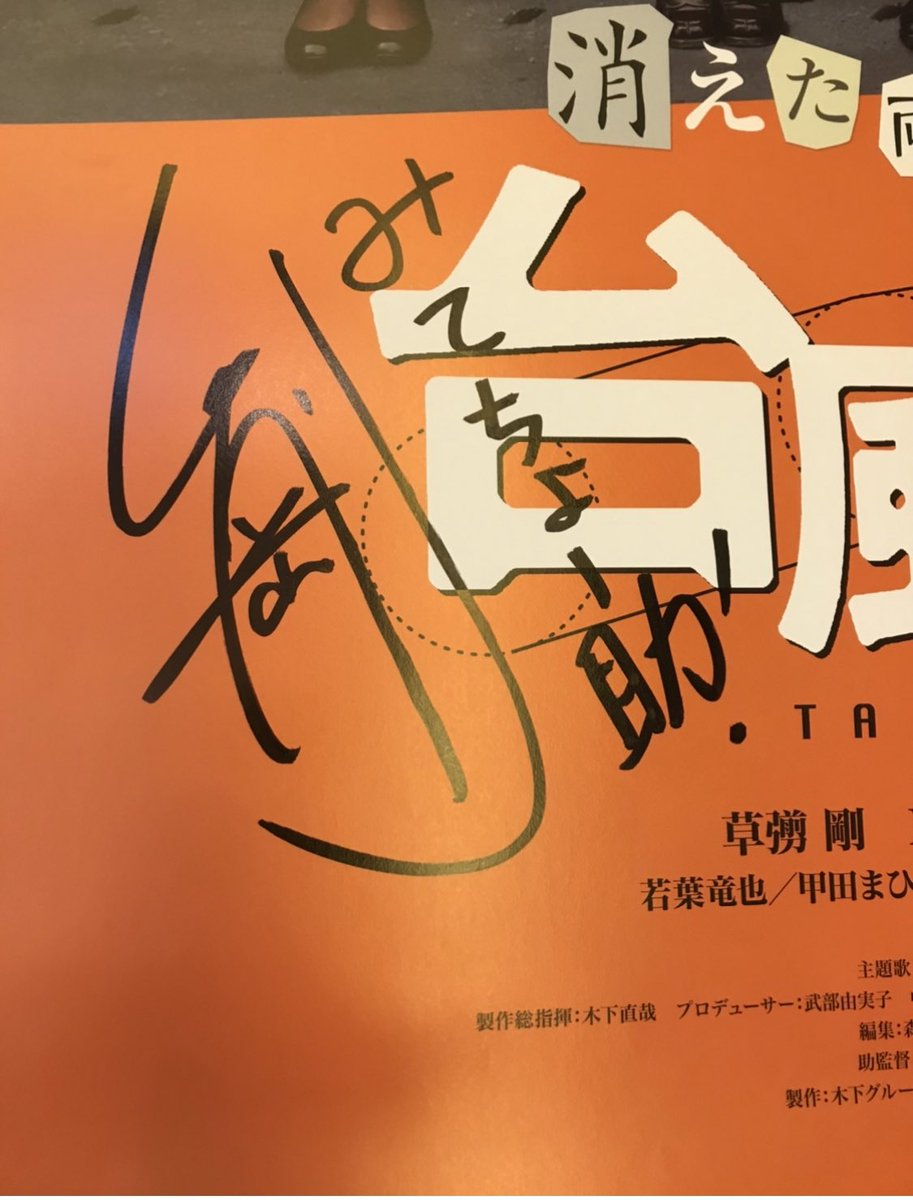 消えた
台風
みてちょー助
TA
草彅 剛
若葉竜也／甲田まひ
主題歌
製作総指揮：木下直哉　プロデューサー：武部由実子
編集：森
助監督
製作：木下グルー